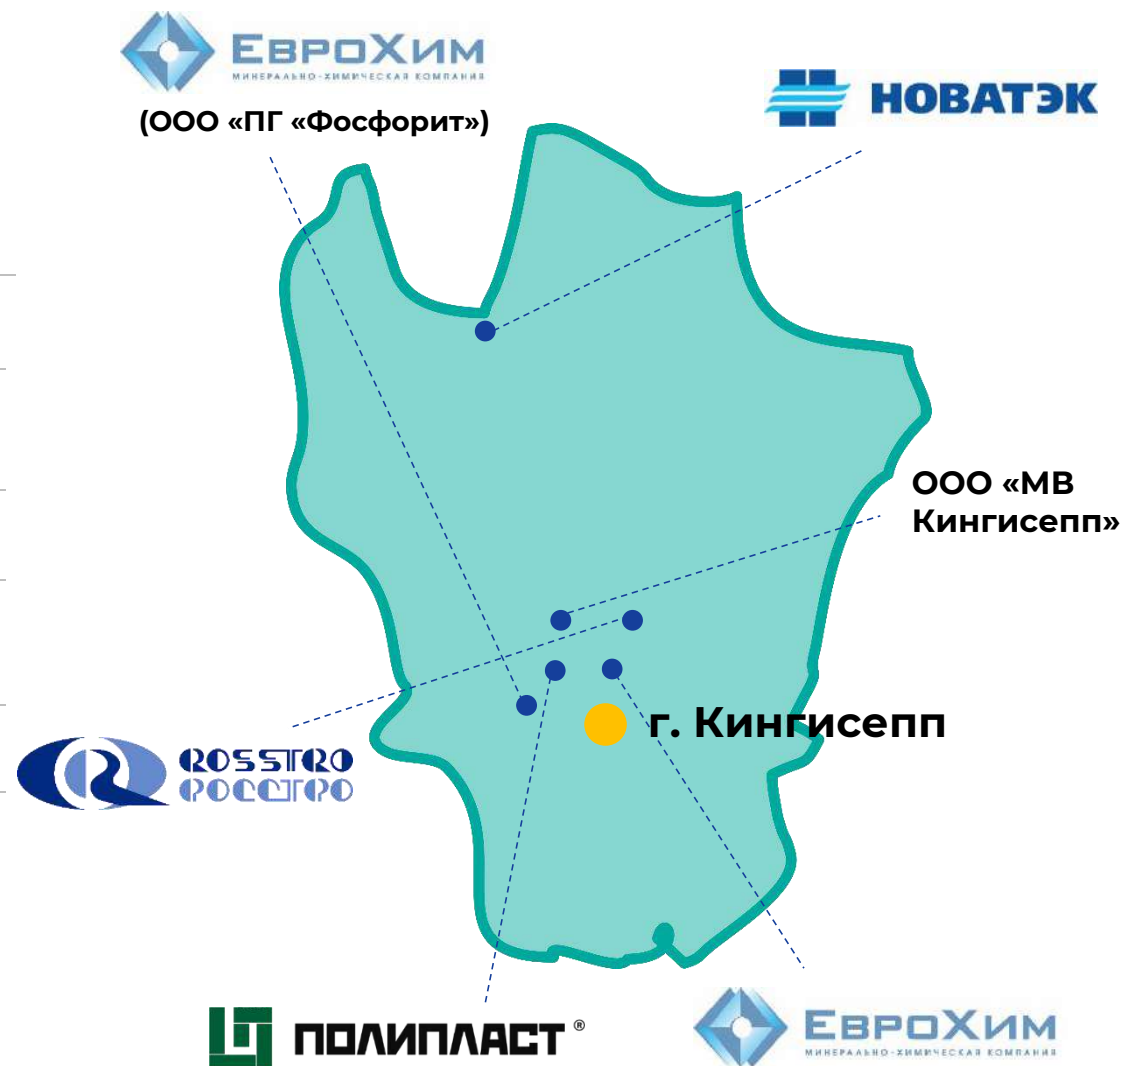 ЕвроХим
МИНЕРАЛЬНО-ХИМИЧЕСКАЯ КОМПАНИЯ
(ООО «ПГ «Фосфорит»)
НОВАТЭК
ООО «МВ
Кингисепп»
г. Кингисепп
ROSSTRO
РОССТРО
ПОЛИПЛАСТ®
ЕвроХим
МИНЕРАЛЬНО-ХИМИЧЕСКАЯ КОМПАНИЯ